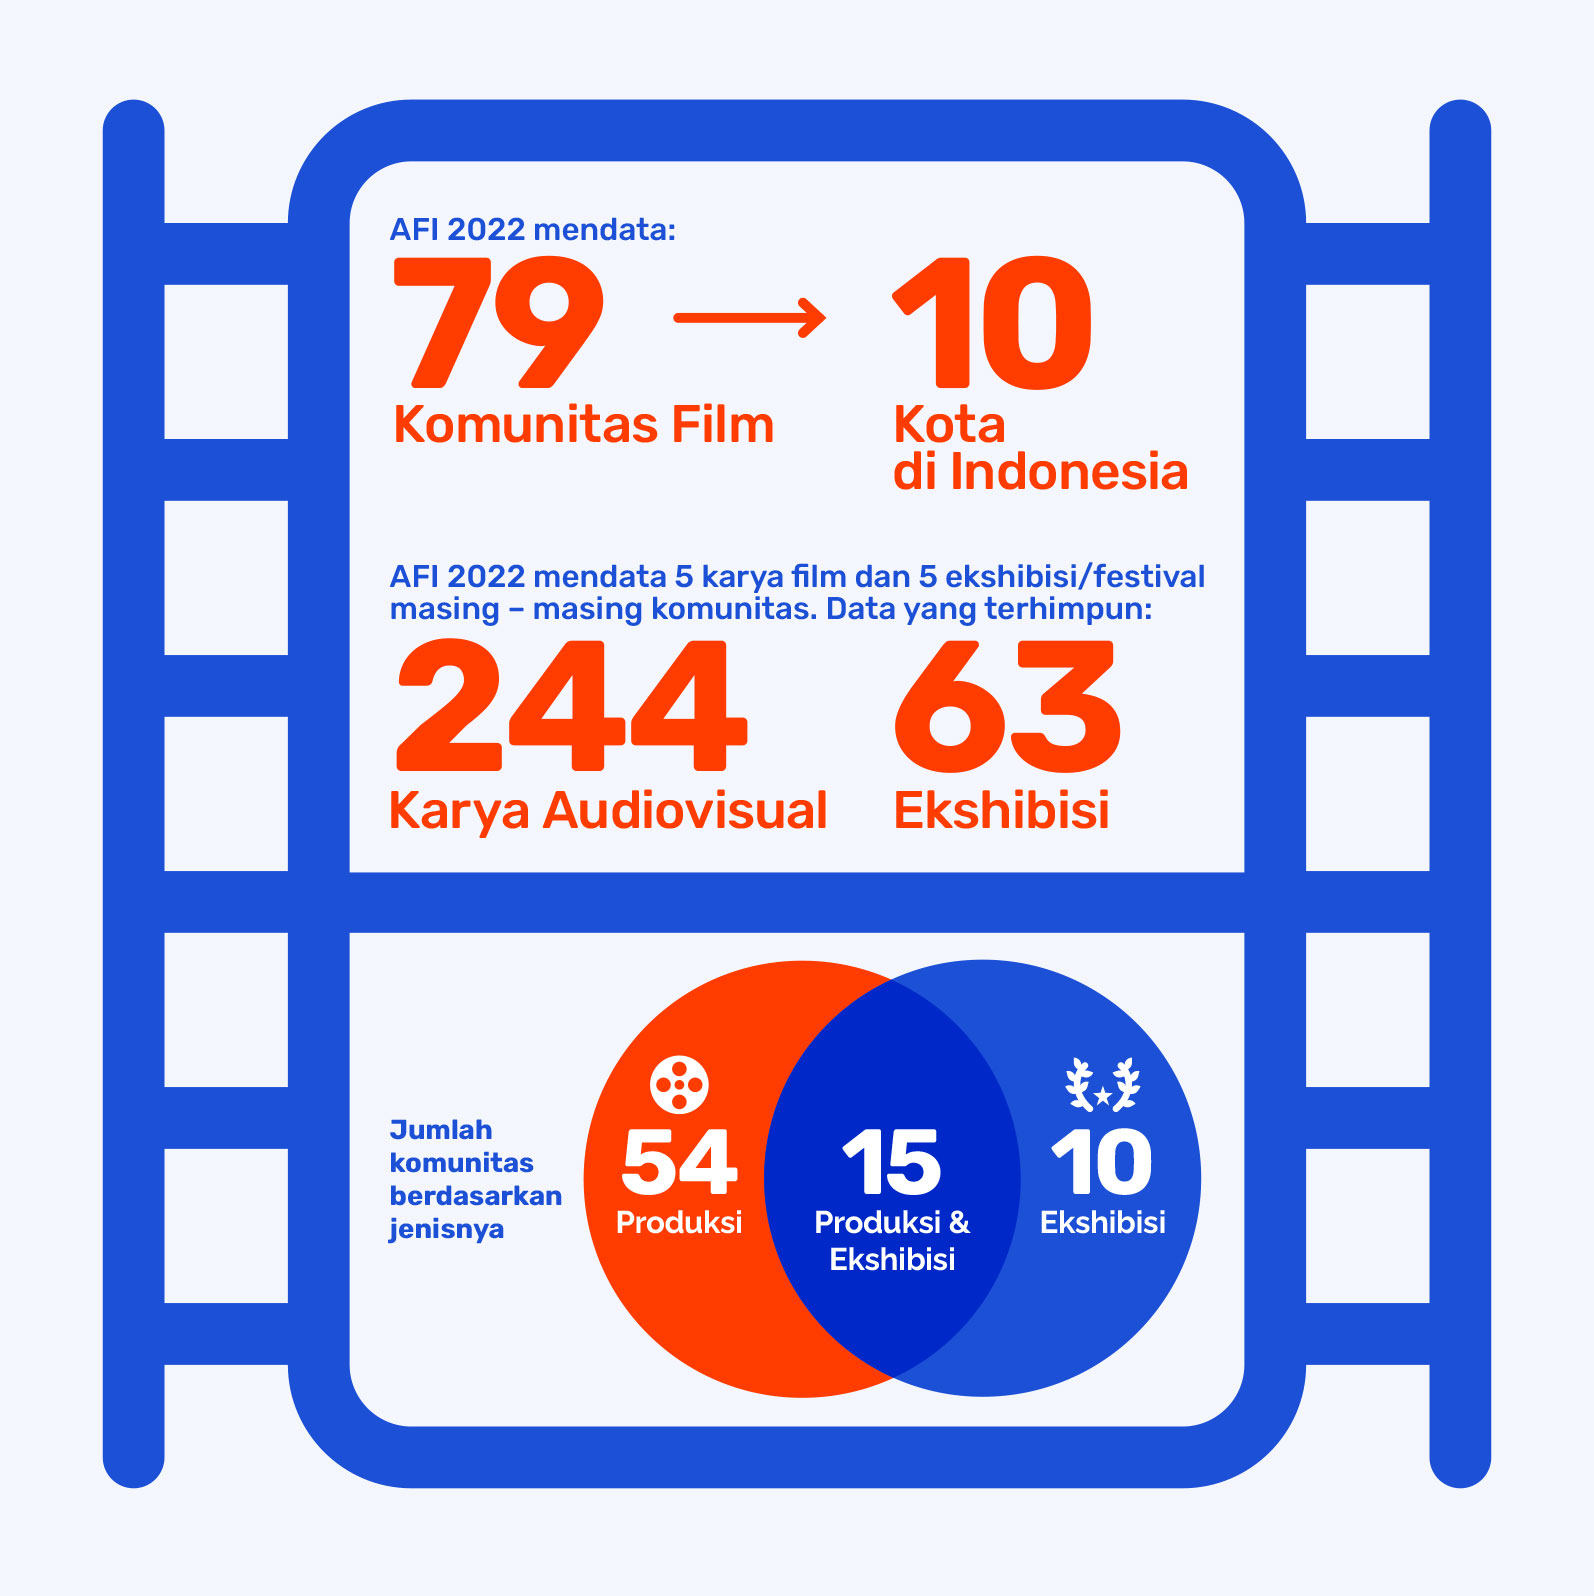 AFI 2022 mendata:
79
Komunitas Film
10
Kota
di Indonesia
AFI 2022 mendata 5 karya film dan 5 ekshibisi/festival
masing – masing komunitas. Data yang terhimpun:
244
Karya Audiovisual
63
Ekshibisi
Jumlah
komunitas
berdasarkan
jenisnya
54
Produksi
15
Produksi &
Ekshibisi
10
Ekshibisi